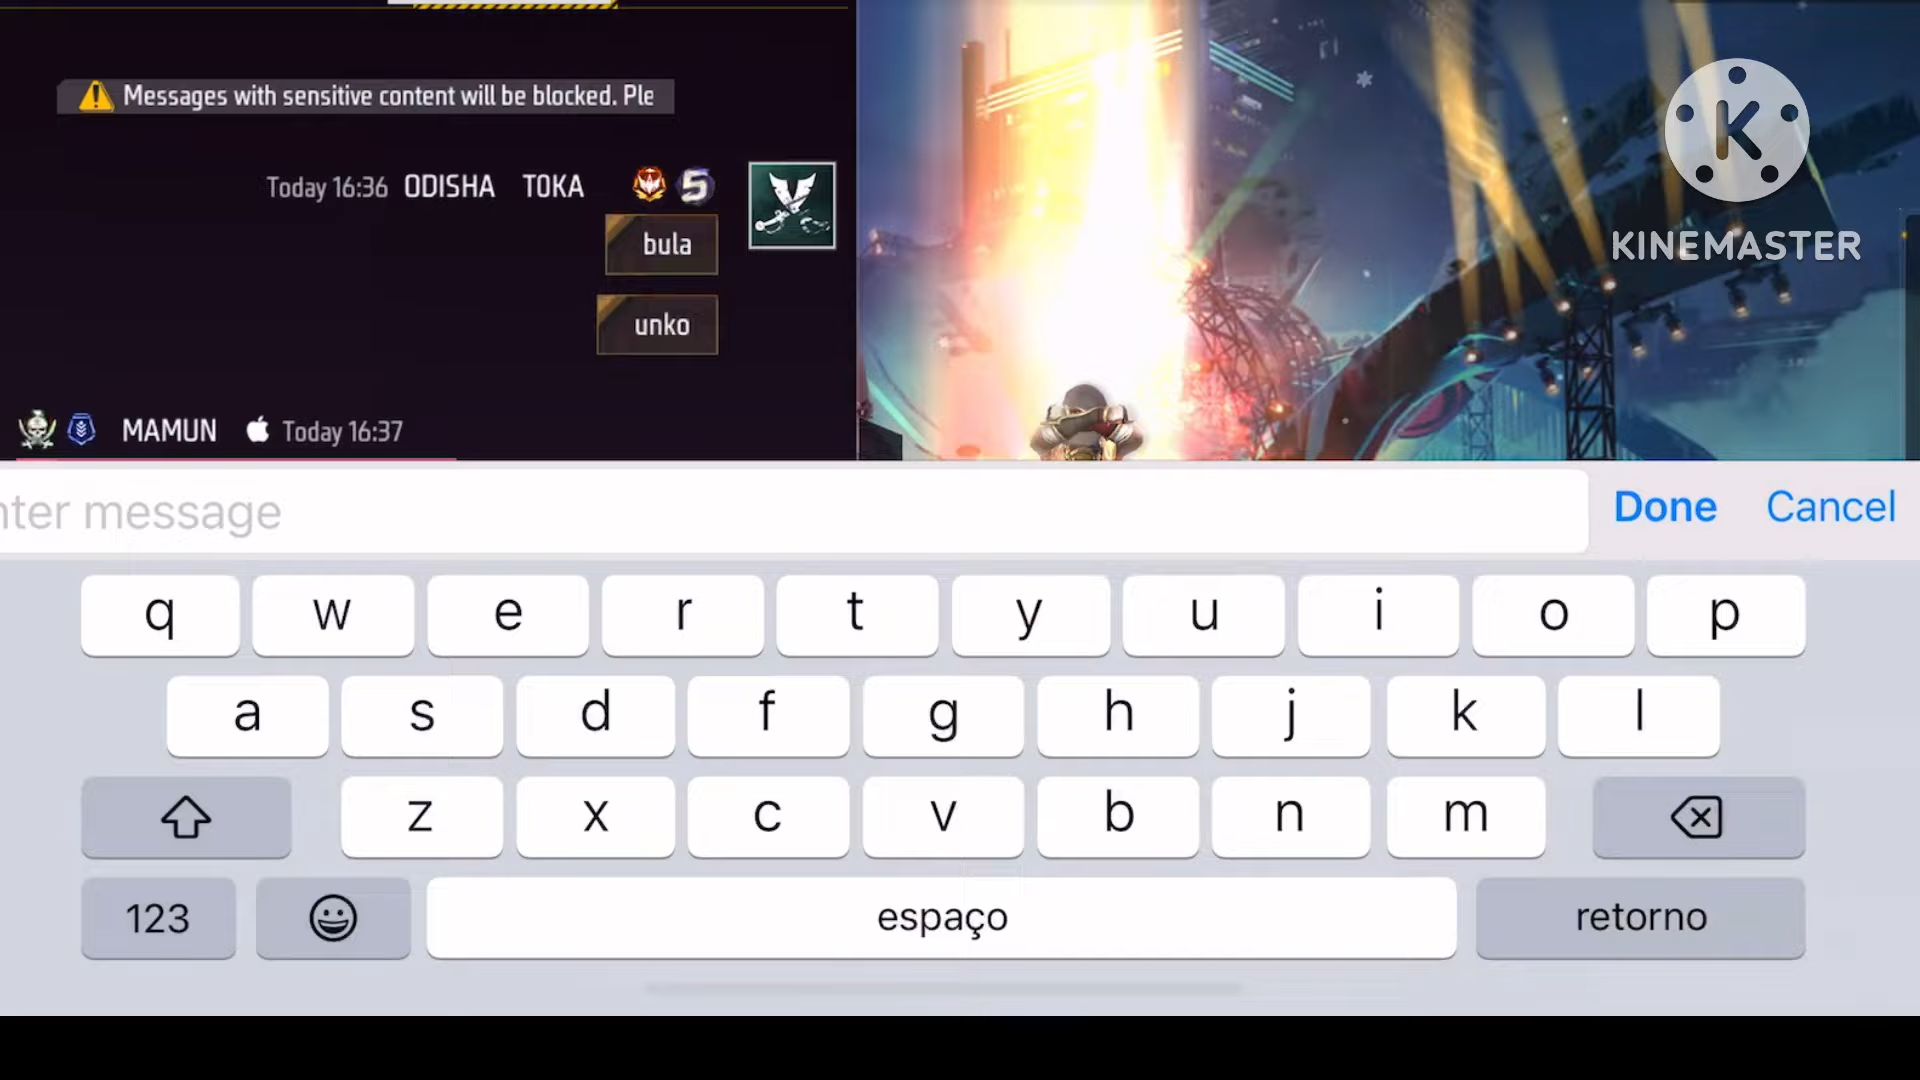 Messages with sensitive content will be blocked. Ple
Today 16:36 ODISHA TOKA 5
bula
unko
MAMUN Today 16:37
K
KINEMASTER
nter message
Done Cancel
q w e r t y u i o p
a s d f g h j k l
z x c v b n m
123 espaço retorno